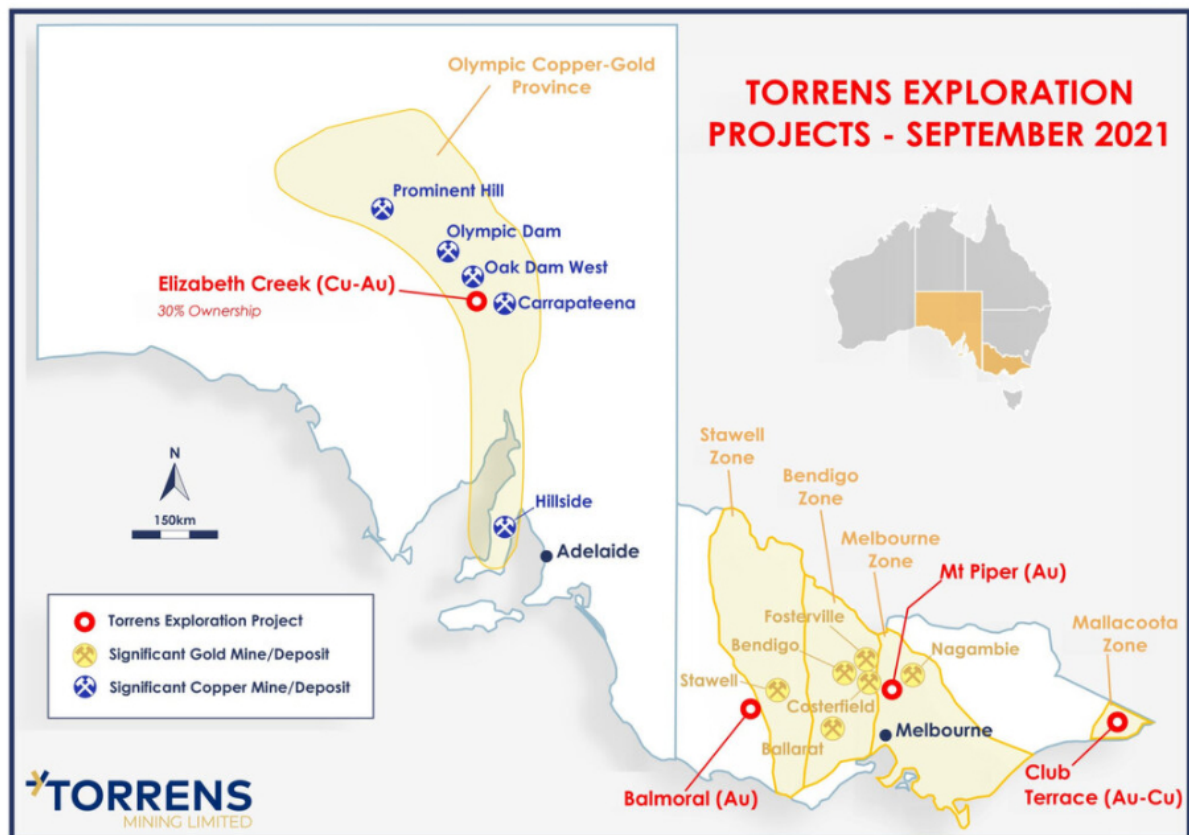 TORRENS EXPLORATION
PROJECTS - SEPTEMBER 2021
Olympic Copper-Gold
Province
Prominent Hill
Olympic Dam
Oak Dam West
Elizabeth Creek (Cu-Au)
30% Ownership
Carrapateena
N
150km
Hillside
Adelaide
Stawell
Zone
Bendigo
Zone
Melbourne
Zone
Mt Piper (Au)
Mallacoota
Zone
Fosterville
Bendigo
Nagambie
Stawell
Costerfield
Ballarat
Melbourne
Balmoral (Au)
Club
Terrace (Au-Cu)
Torrens Exploration Project
Significant Gold Mine/Deposit
Significant Copper Mine/Deposit
TORRENS
MINING LIMITED